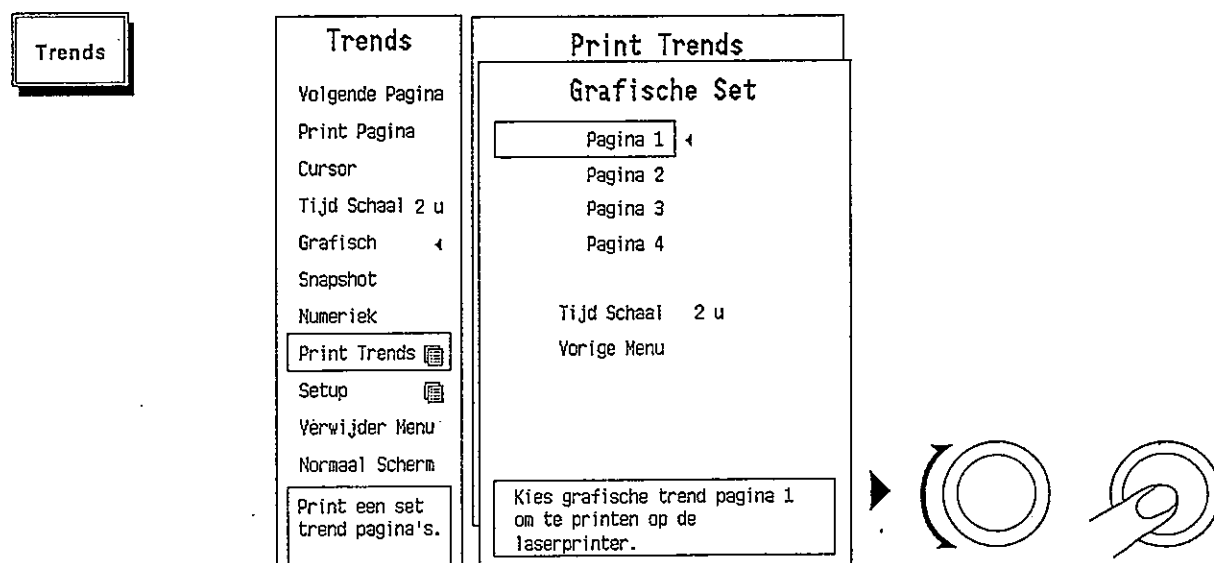 Trends
Trends
Volgende Pagina
Print Pagina
Cursor
Tijd Schaal 2 u
Grafisch
Snapshot
Numeriek
Print Trends
Setup
Verwijder Menu
Normaal Scherm
Print een set
trend pagina's.
Print Trends
Grafische Set
Pagina 1
Pagina 2
Pagina 3
Pagina 4
Tijd Schaal 2 u
Vorige Menu
Kies grafische trend pagina 1
om te printen op de
laserprinter.